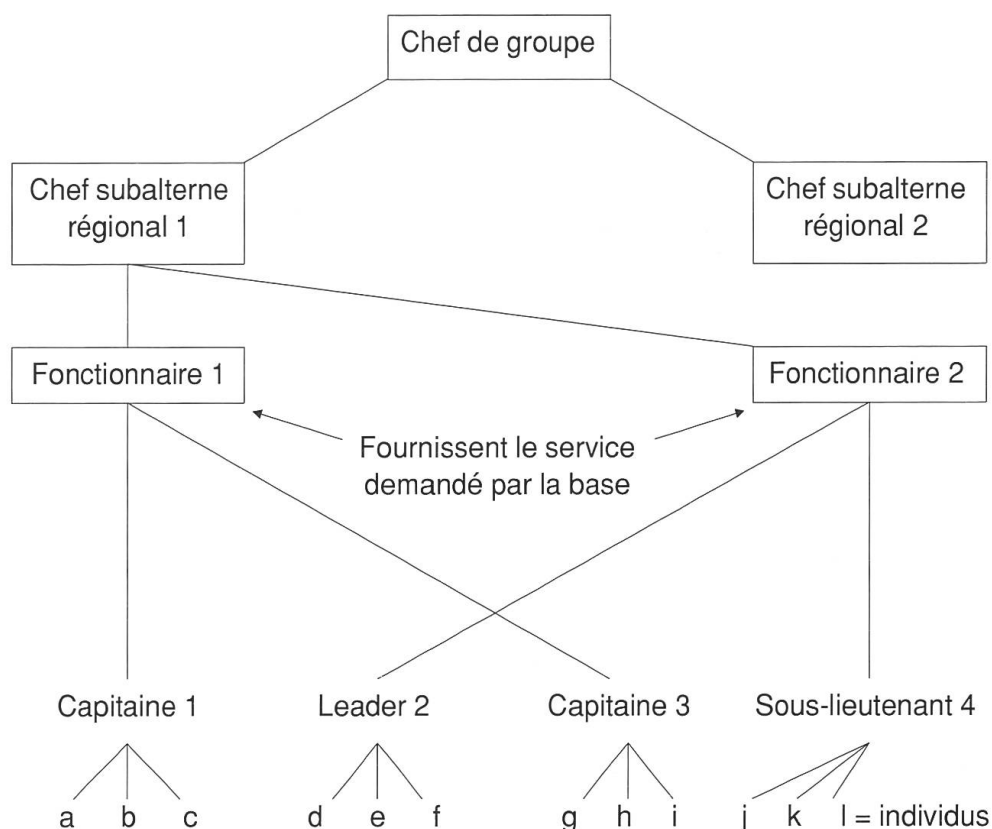 Chef de groupe
Chef subalterne
régional 1
Chef subalterne
régional 2
Fonctionnaire 1
Fonctionnaire 2
Fournissent le service
demandé par la base
Capitaine 1
Leader 2
Capitaine 3
Sous-lieutenant 4
a b c d e f g h i j k l = individus